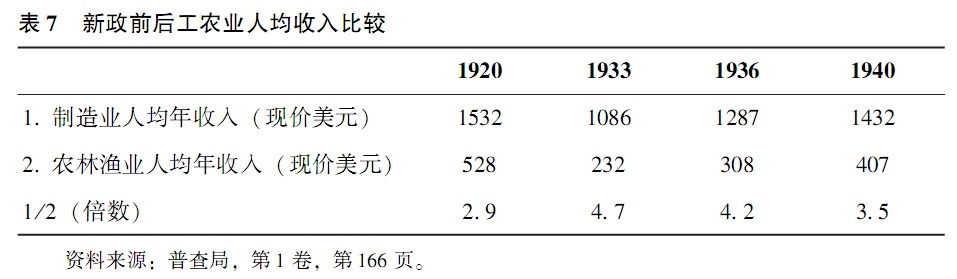 表 7 新政前后工农业人均收入比较
1920 1933 1936 1940
1. 制造业人均年收入（现价美元） 1532 1086 1287 1432
2. 农林渔业人均年收入（现价美元） 528 232 308 407
1/2（倍数） 2.9 4.7 4.2 3.5
资料来源：普查局，第 1 卷，第 166 页。